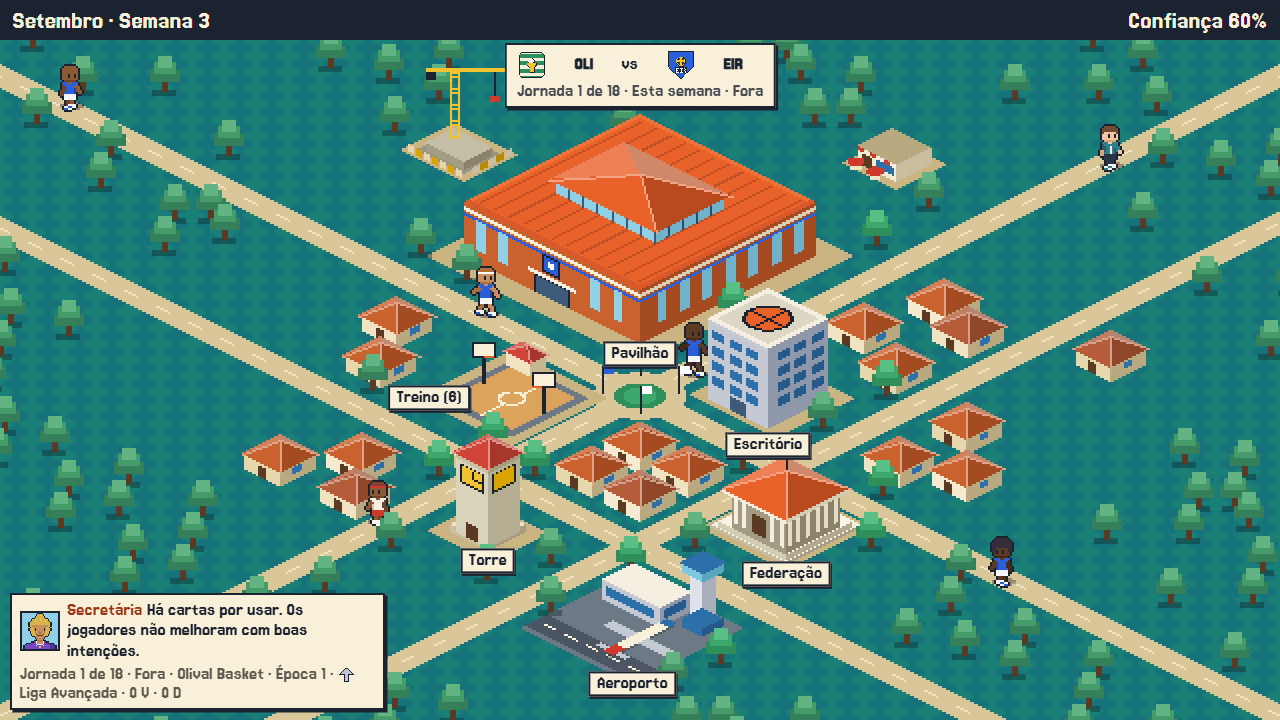 Setembro · Semana 3
Confiança 60%
OLI vs EIR
Jornada 1 de 18 · Esta semana · Fora
Pavilhão
Treino (6)
Escritório
Torre
Federação
Aeroporto
Secretária Há cartas por usar. Os
jogadores não melhoram com boas
intenções.
Jornada 1 de 18 · Fora · Olival Basket · Época 1 ·
Liga Avançada · 0 V · 0 D